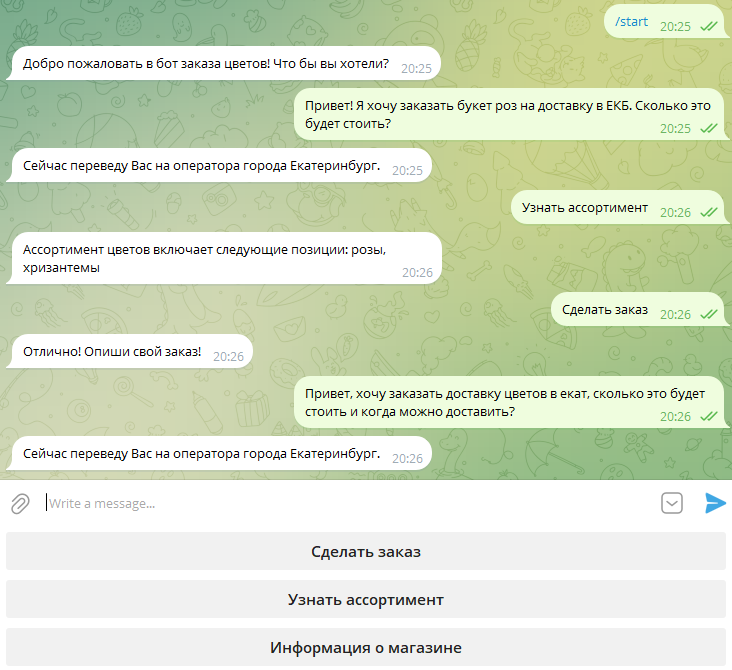 /start 20:25
Добро пожаловать в бот заказа цветов! Что бы вы хотели? 20:25
Привет! Я хочу заказать букет роз на доставку в ЕКБ. Сколько это
будет стоить? 20:25
Сейчас переведу Вас на оператора города Екатеринбург. 20:25
Узнать ассортимент 20:26
Ассортимент цветов включает следующие позиции: розы,
хризантемы 20:26
Сделать заказ 20:26
Отлично! Опиши свой заказ! 20:26
Привет, хочу заказать доставку цветов в екат, сколько это будет
стоить и когда можно доставить? 20:26
Сейчас переведу Вас на оператора города Екатеринбург. 20:26
Write a message...
Сделать заказ
Узнать ассортимент
Информация о магазине